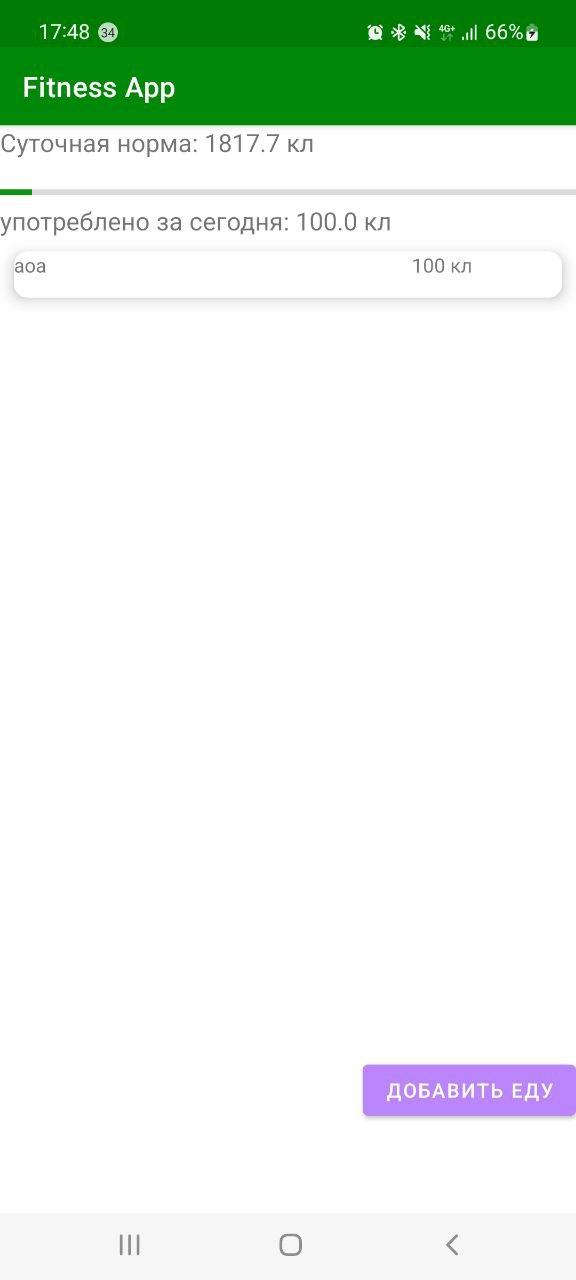 17:48 34 4G+ 66%
Fitness App
Суточная норма: 1817.7 кл
употреблено за сегодня: 100.0 кл
аоа 100 кл
ДОБАВИТЬ ЕДУ